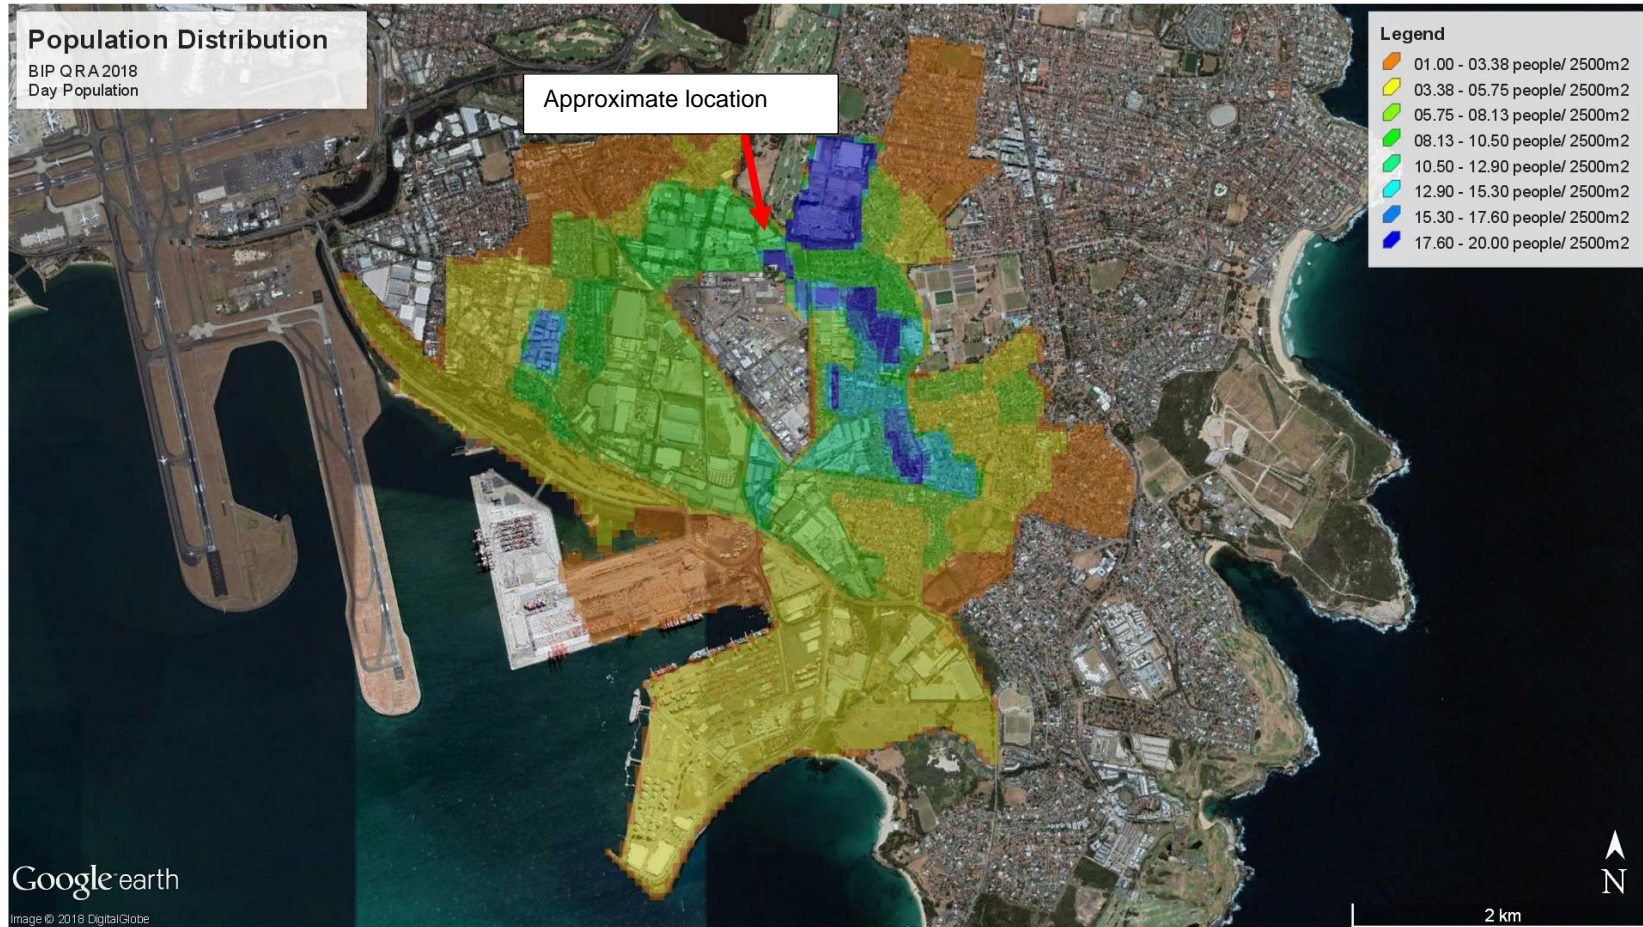 Population Distribution
BIP QRA2018
Day Population
Approximate location
Legend
01.00 - 03.38 people/ 2500m2
03.38 - 05.75 people/ 2500m2
05.75 - 08.13 people/ 2500m2
08.13 - 10.50 people/ 2500m2
10.50 - 12.90 people/ 2500m2
12.90 - 15.30 people/ 2500m2
15.30 - 17.60 people/ 2500m2
17.60 - 20.00 people/ 2500m2
Google earth
Image © 2018 DigitalGlobe
N
2 km